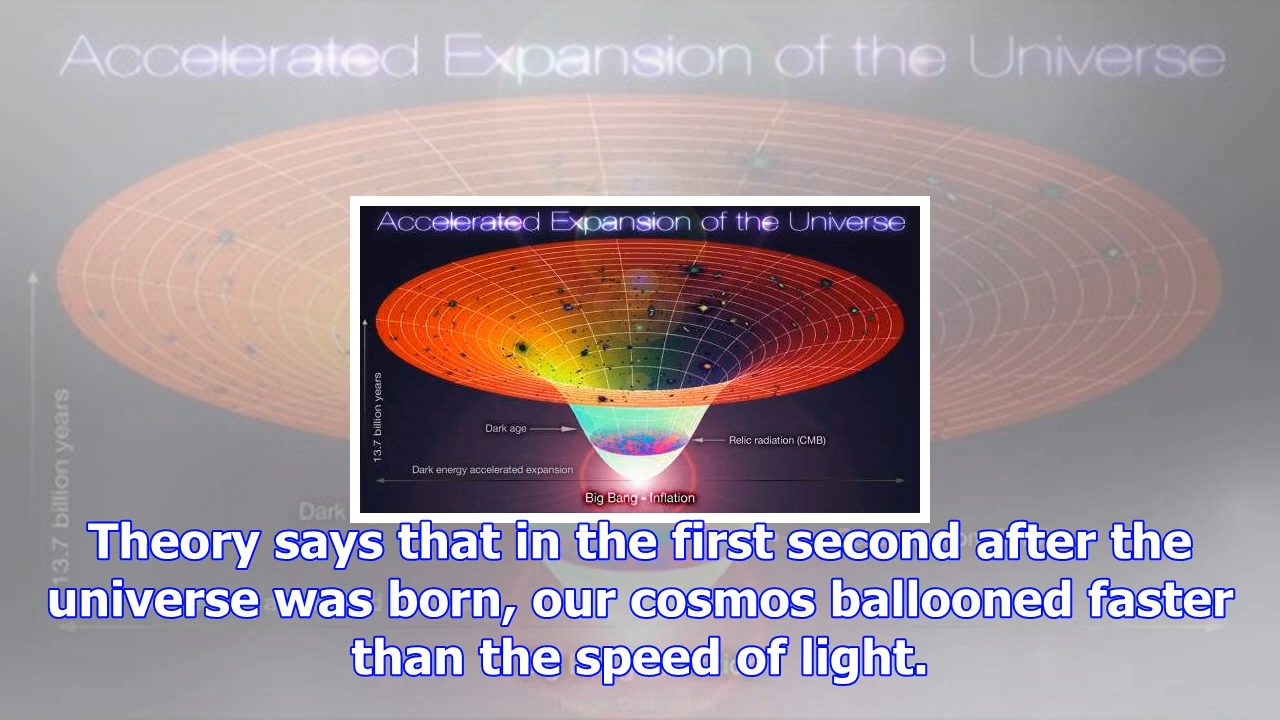 Accelerated Expansion of the Universe
Accelerated Expansion of the Universe
13.7 billion years
Dark age
Relic radiation (CMB)
Dark energy accelerated expansion
Big Bang - Inflation
13.7 billion years
Dark
Theory says that in the first second after the
universe was born, our cosmos ballooned faster
than the speed of light.